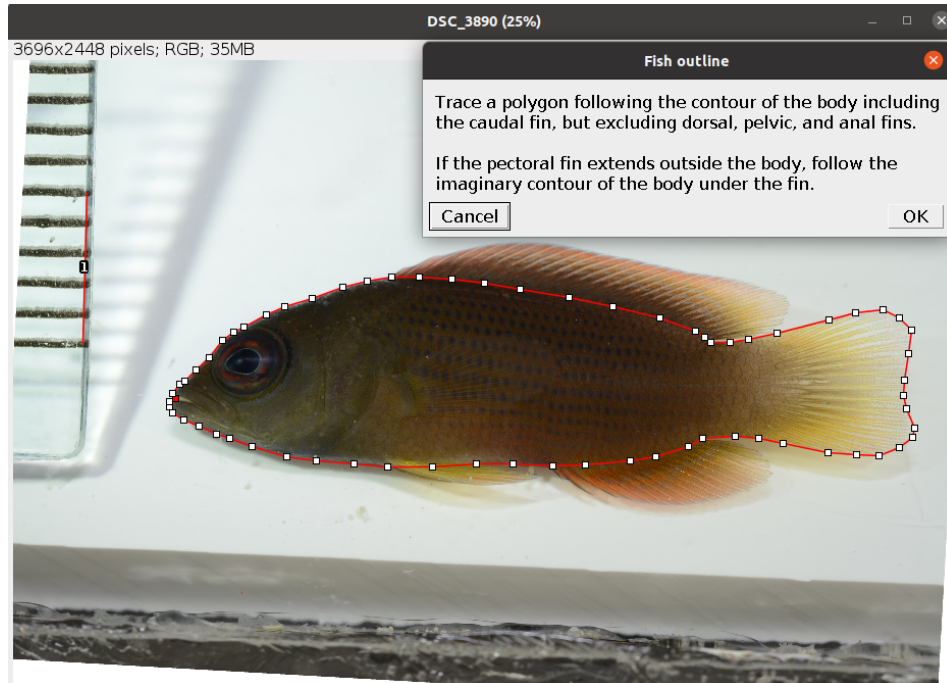 DSC_3890 (25%)
3696x2448 pixels; RGB; 35MB
Fish outline
Trace a polygon following the contour of the body including
the caudal fin, but excluding dorsal, pelvic, and anal fins.
If the pectoral fin extends outside the body, follow the
imaginary contour of the body under the fin.
Cancel
OK
1